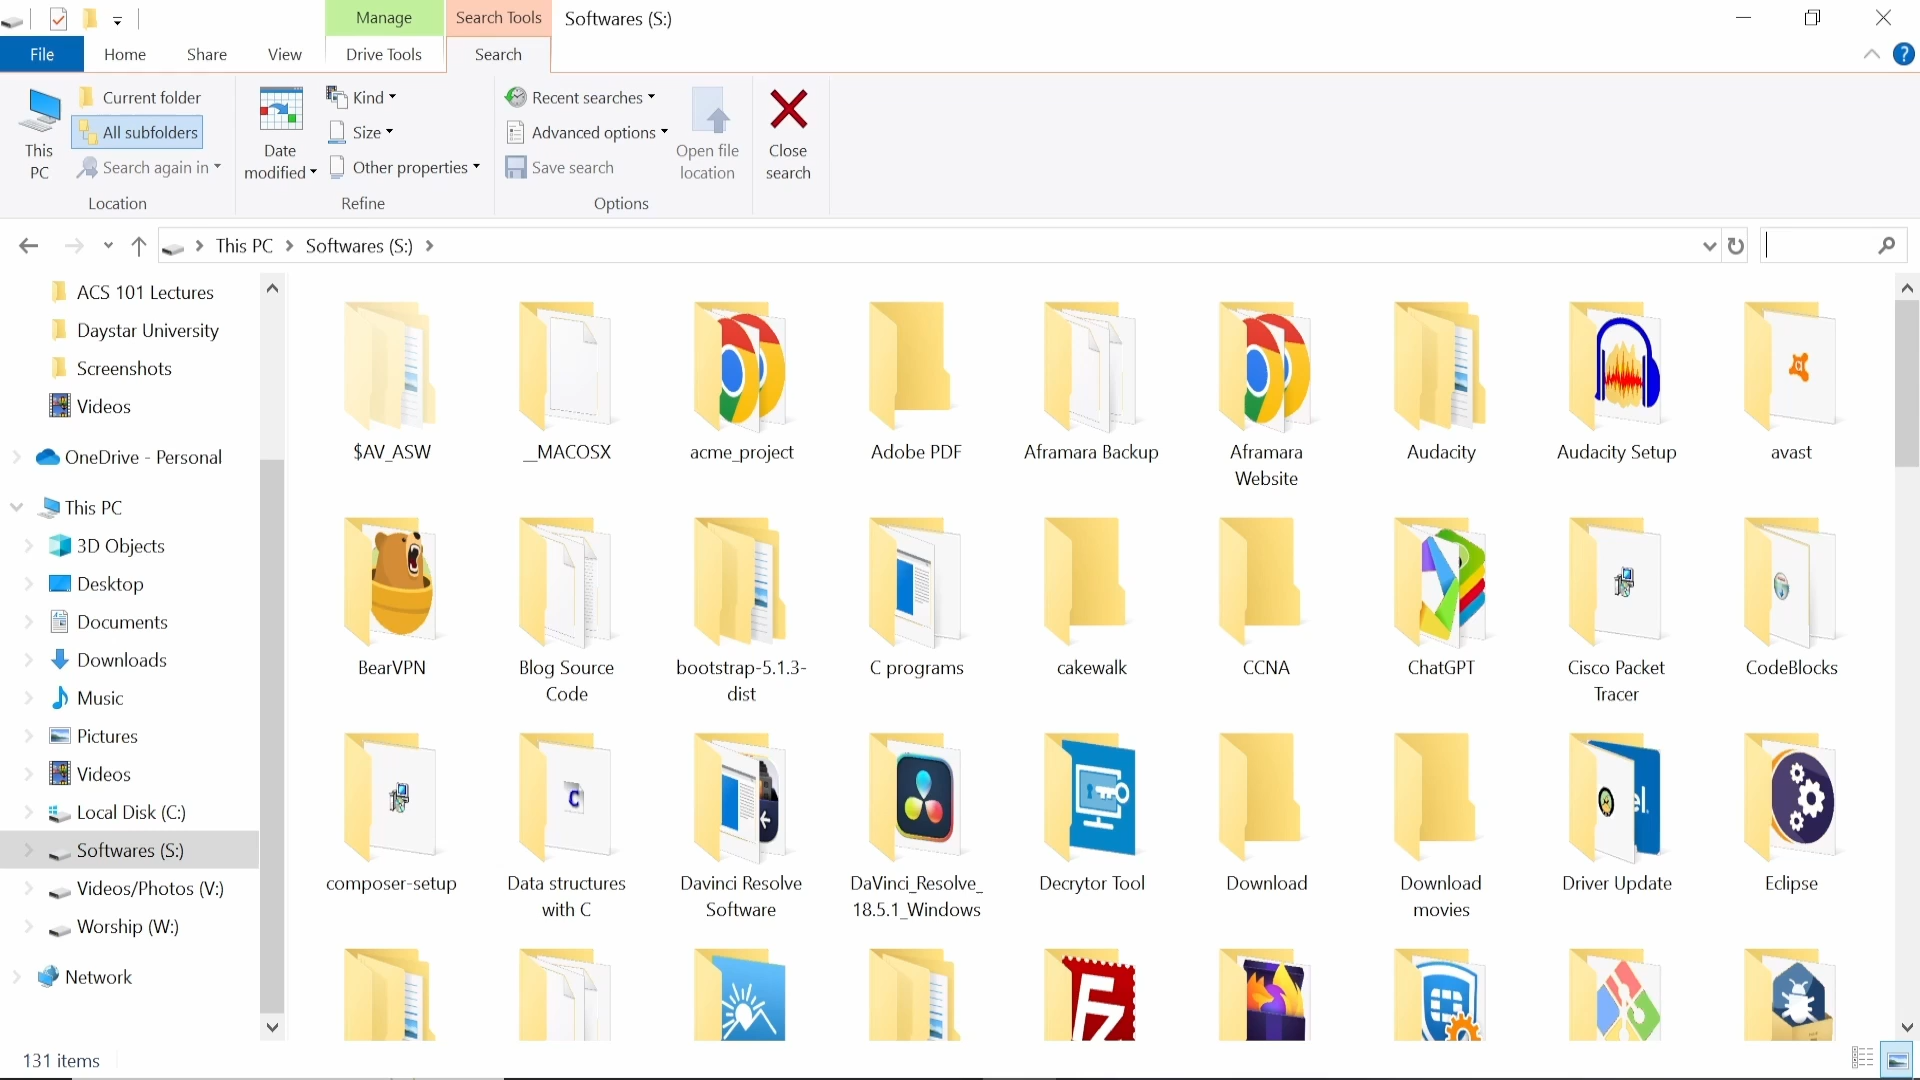 Manage
Search Tools
Softwares (S:)
File
Home
Share
View
Drive Tools
Search
?
This
PC
Current folder
All subfolders
Search again in
Location
Date
modified
Kind
Size
Other properties
Refine
Recent searches
Advanced options
Save search
Open file
location
Options
Close
search
This PC
Softwares (S:)
ACS 101 Lectures
Daystar University
Screenshots
Videos
OneDrive - Personal
This PC
3D Objects
Desktop
Documents
Downloads
Music
Pictures
Videos
Local Disk (C:)
Softwares (S:)
Videos/Photos (V:)
Worship (W:)
Network
$AV_ASW
__MACOSX
acme_project
Adobe PDF
Aframara Backup
Aframara
Website
Audacity
Audacity Setup
avast
BearVPN
Blog Source
Code
bootstrap-5.1.3-
dist
C programs
cakewalk
CCNA
ChatGPT
Cisco Packet
Tracer
CodeBlocks
C
el.
composer-setup
Data structures
with C
Davinci Resolve
Software
DaVinci_Resolve_
18.5.1_Windows
Decrytor Tool
Download
Download
movies
Driver Update
Eclipse
FZ
131 items